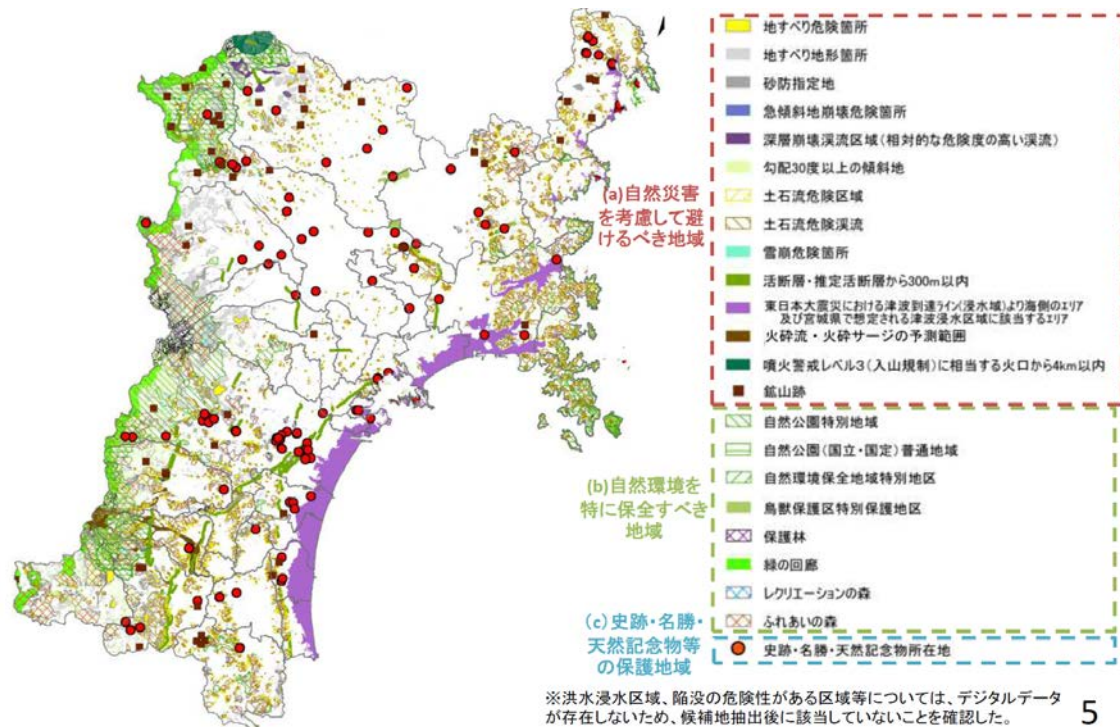 地すべり危険箇所
地すべり地形箇所
砂防指定地
急傾斜地崩壊危険箇所
深層崩壊渓流区域(相対的な危険度の高い渓流)
勾配30度以上の傾斜地
土石流危険区域
土石流危険渓流
雪崩危険箇所
活断層・推定活断層から300m以内
東日本大震災における津波到達ライン(浸水域)より海側のエリア
及び宮城県で想定される津波浸水区域に該当するエリア
火砕流・火砕サージの予測範囲
噴火警戒レベル3(入山規制)に相当する火口から4km以内
鉱山跡
(a)自然災害
を考慮して避
けるべき地域
自然公園特別地域
自然公園(国立・国定)普通地域
自然環境保全地域特別地区
鳥獣保護区特別保護地区
保護林
緑の回廊
レクリエーションの森
ふれあいの森
(b)自然環境を
特に保全すべき
地域
史跡・名勝・天然記念物所在地
(c)史跡・名勝・
天然記念物等
の保護地域
※洪水浸水区域、陥没の危険性がある区域等については、デジタルデータ
が存在しないため、候補地抽出後に該当していないことを確認した。
5